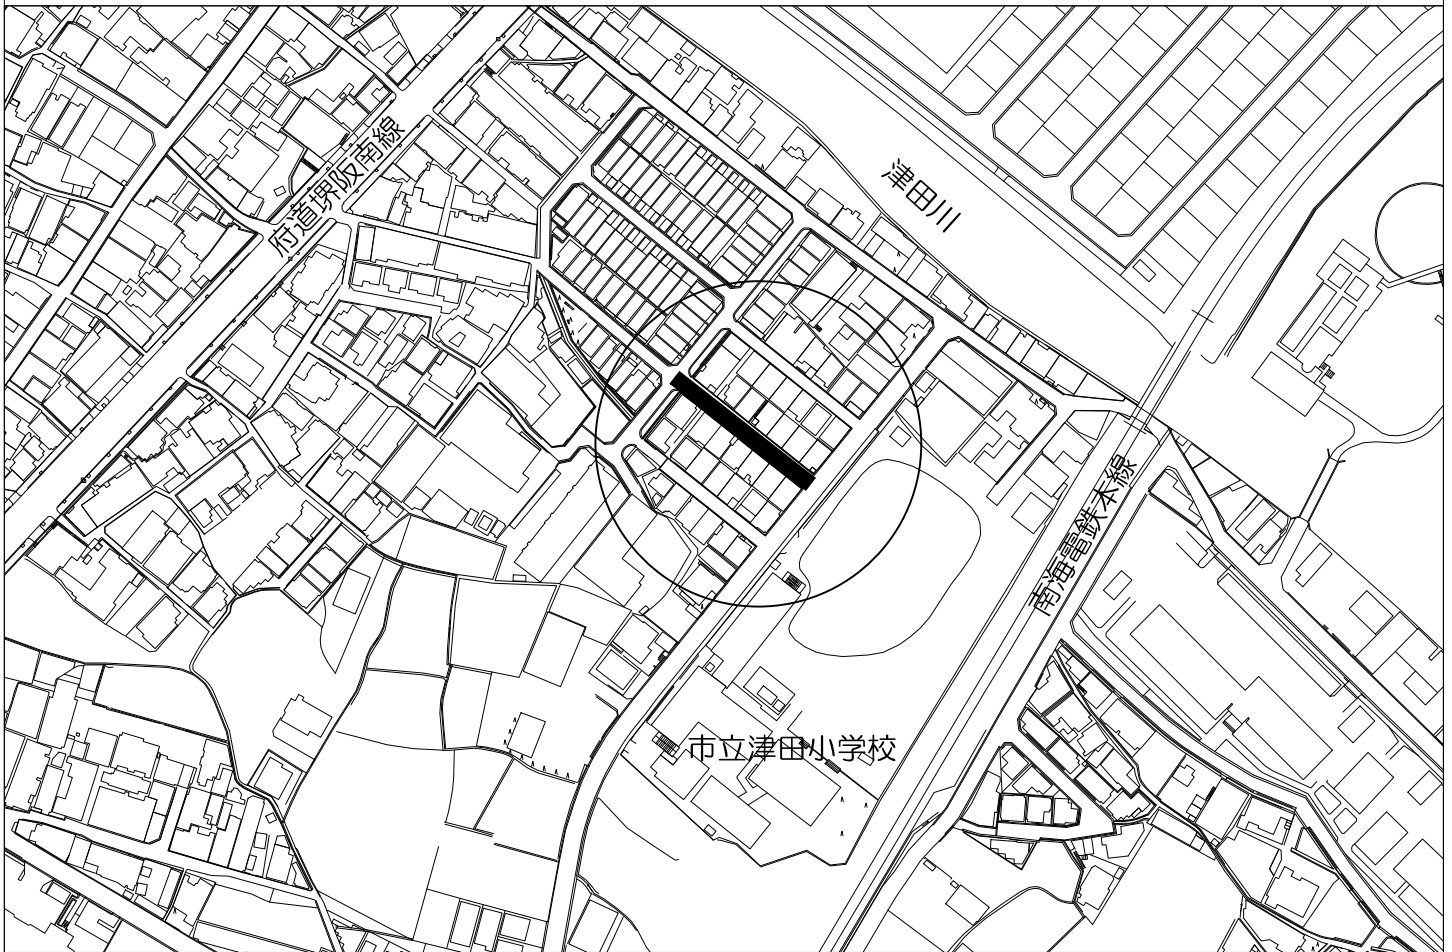 府道堺阪南線
津田川
南海電鉄本線
市立津田小学校